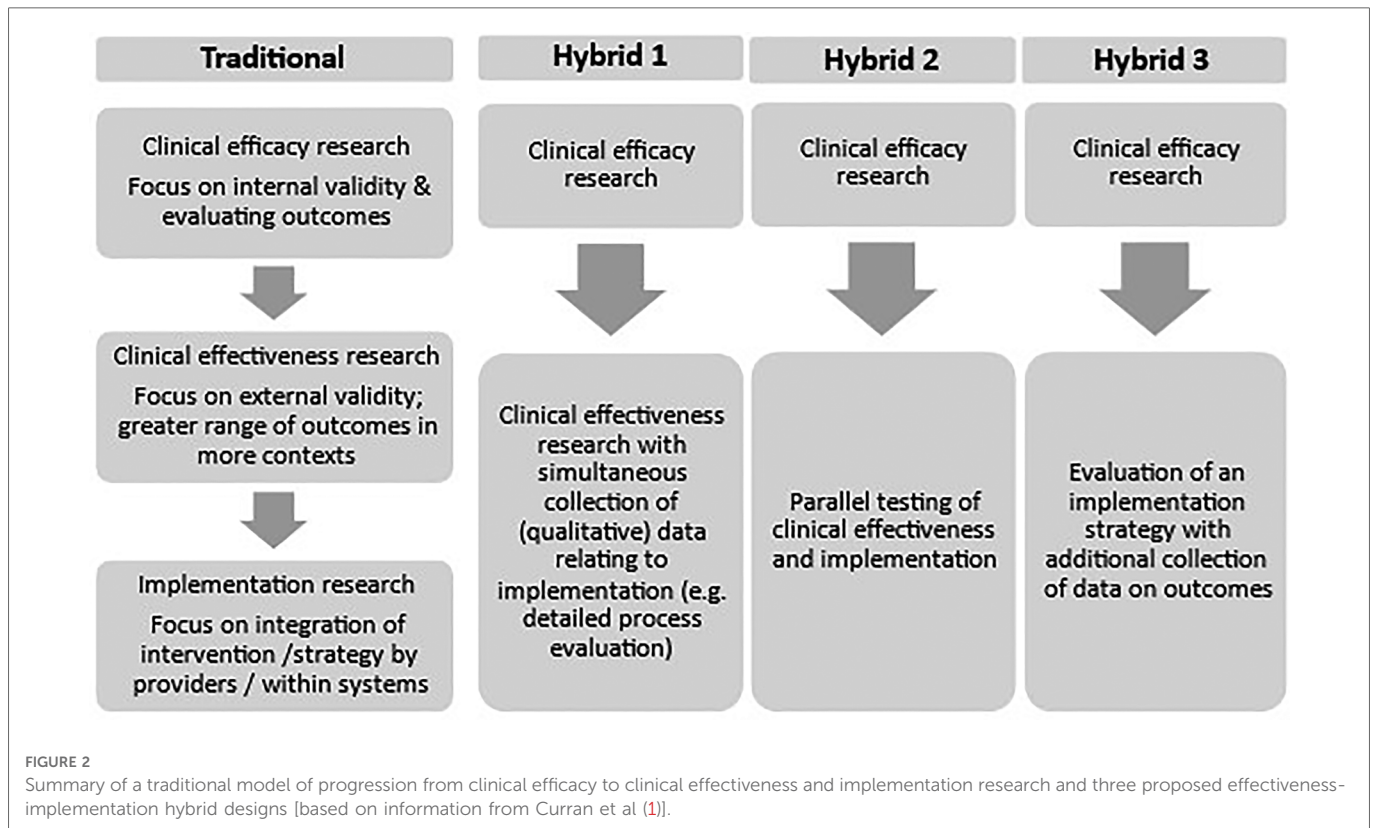 Traditional
Clinical efficacy research
Focus on internal validity &
evaluating outcomes
Clinical effectiveness research
Focus on external validity;
greater range of outcomes in
more contexts
Implementation research
Focus on integration of
intervention /strategy by
providers / within systems
Hybrid 1
Clinical efficacy
research
Clinical effectiveness
research with
simultaneous
collection of
(qualitative) data
relating to
implementation (e.g.
detailed process
evaluation)
Hybrid 2
Clinical efficacy
research
Parallel testing of
clinical effectiveness
and implementation
Hybrid 3
Clinical efficacy
research
Evaluation of an
implementation
strategy with
additional collection
of data on outcomes
FIGURE 2
Summary of a traditional model of progression from clinical efficacy to clinical effectiveness and implementation research and three proposed effectiveness-
implementation hybrid designs [based on information from Curran et al (1)].